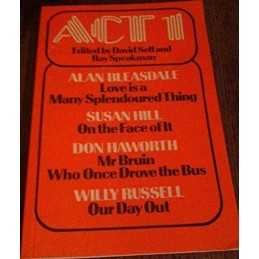 ACT 1
Edited by David Self and
Ray Speakman
ALAN BLEASDALE
Love is a
Many Splendoured Thing
SUSAN HILL
On the Face of It
DON HAWORTH
Mr Bruin
Who Once Drove the Bus
WILLY RUSSELL
Our Day Out